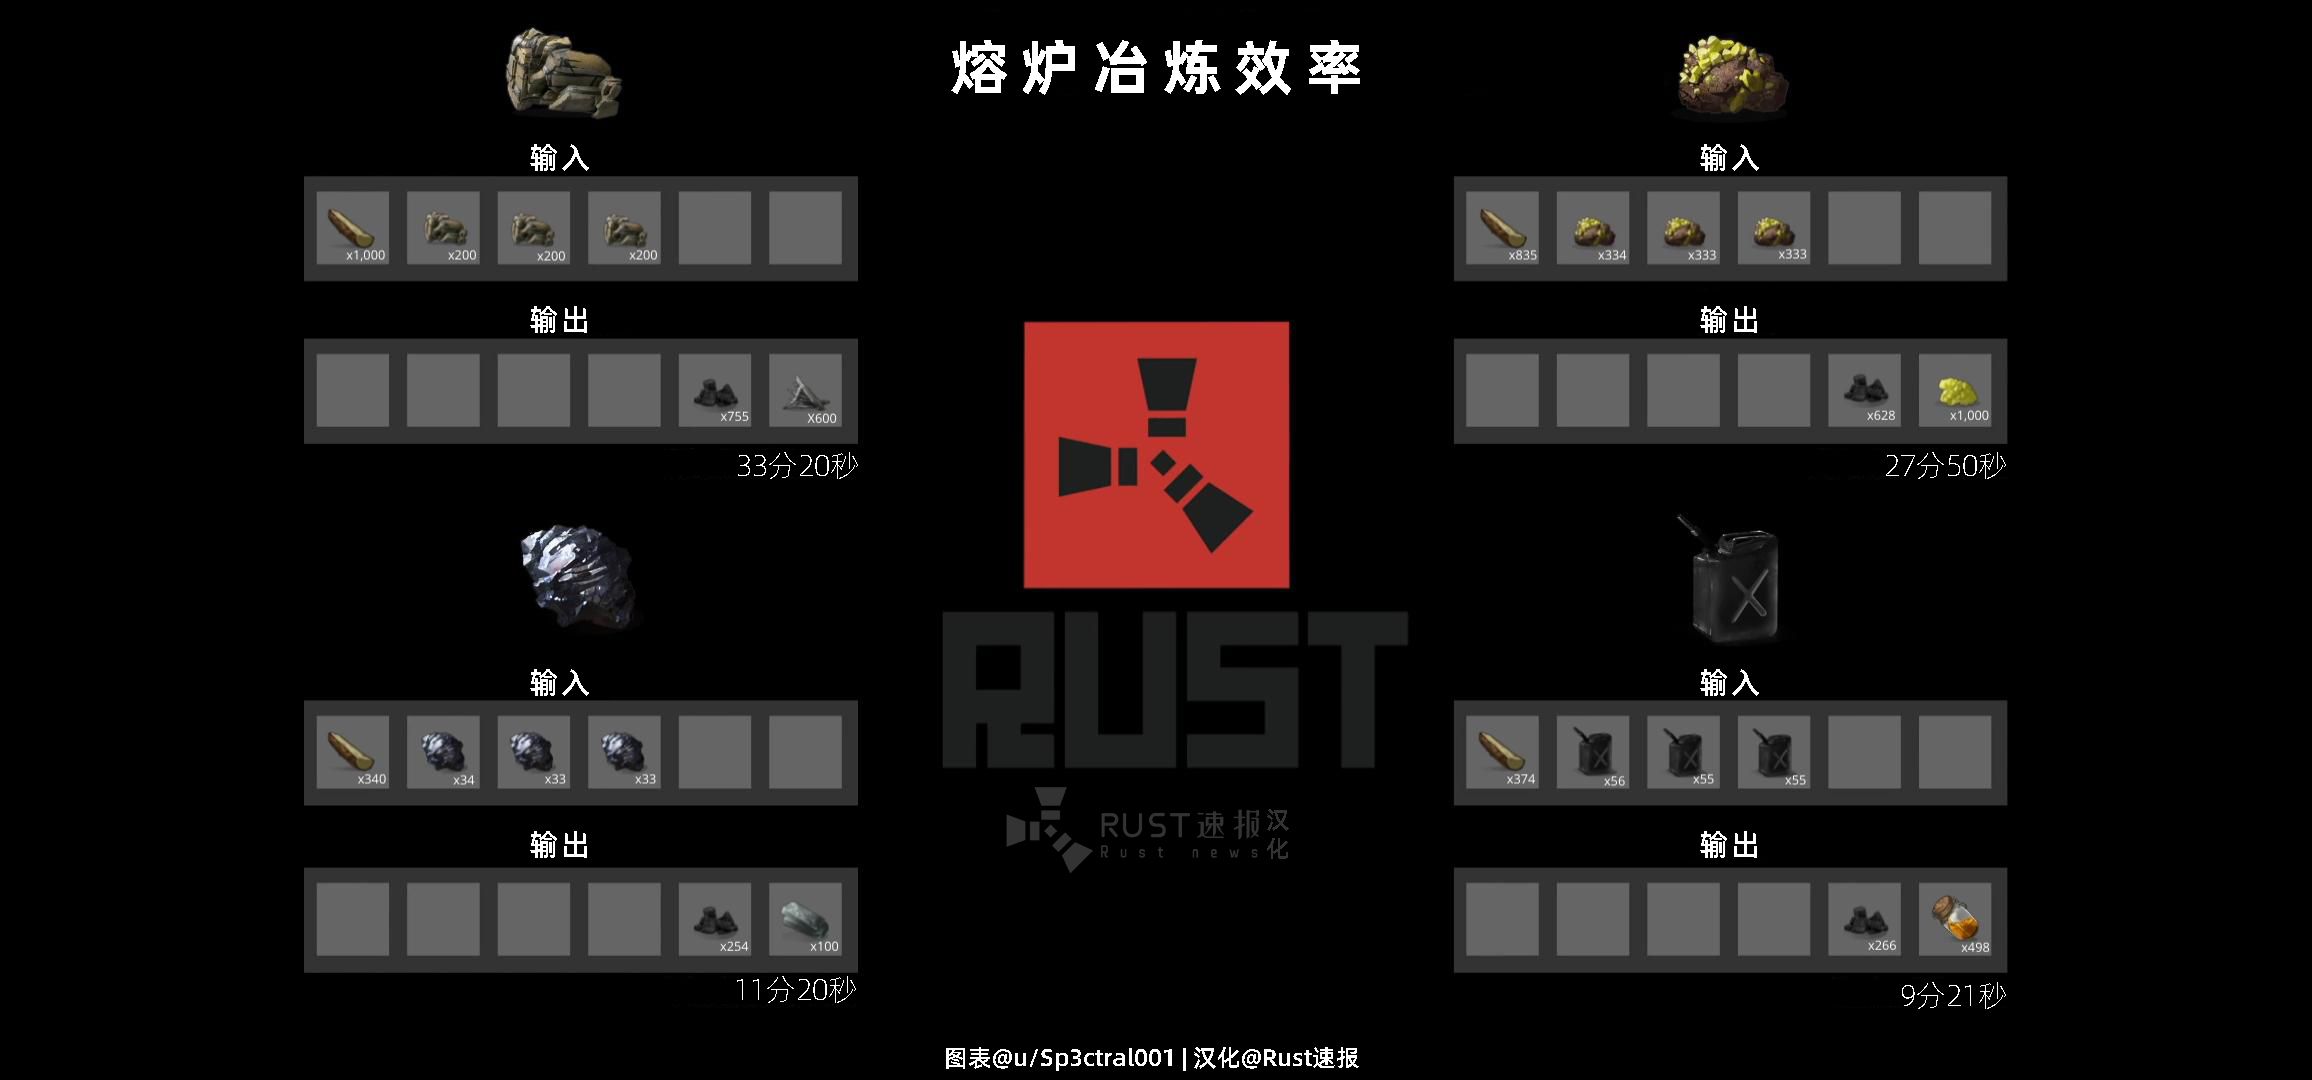 熔炉冶炼效率
输入
x1,000 x200 x200 x200
输出
x755 X600
33分20秒
输入
x835 x334 x333 x333
输出
x628 x1,000
27分50秒
输入
x340 x34 x33 x33
输出
x254 x100
11分20秒
输入
x374 x56 x55 x55
输出
x266 x498
9分21秒
RUST
RUST速报汉化
Rust news
图表@u/Sp3ctral001 | 汉化@Rust速报